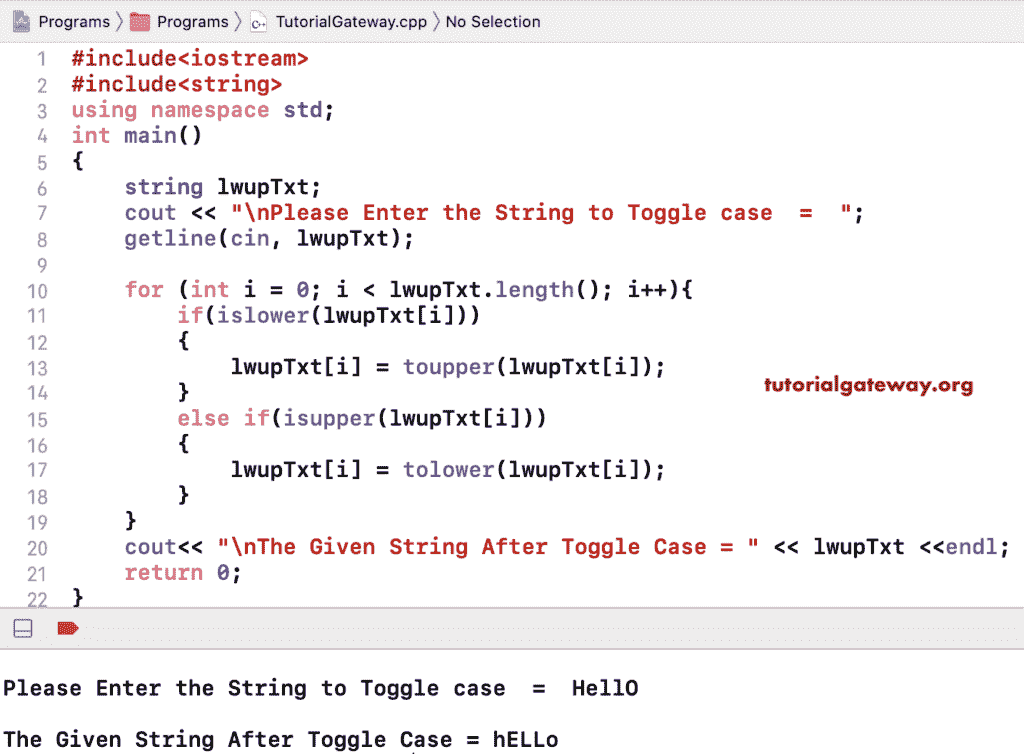 Programs 〉 Programs 〉 TutorialGateway.cpp 〉 No Selection
1 #include<iostream>
2 #include<string>
3 using namespace std;
4 int main()
5 {
6     string lwupTxt;
7     cout << "\nPlease Enter the String to Toggle case  =  ";
8     getline(cin, lwupTxt);
9
10     for (int i = 0; i < lwupTxt.length(); i++){
11         if(islower(lwupTxt[i]))
12         {
13             lwupTxt[i] = toupper(lwupTxt[i]);
tutorialgateway.org
14         }
15         else if(isupper(lwupTxt[i]))
16         {
17             lwupTxt[i] = tolower(lwupTxt[i]);
18         }
19     }
20     cout<< "\nThe Given String After Toggle Case = " << lwupTxt <<endl;
21     return 0;
22 }
Please Enter the String to Toggle case  =  HellO
The Given String After Toggle Case = hELLo